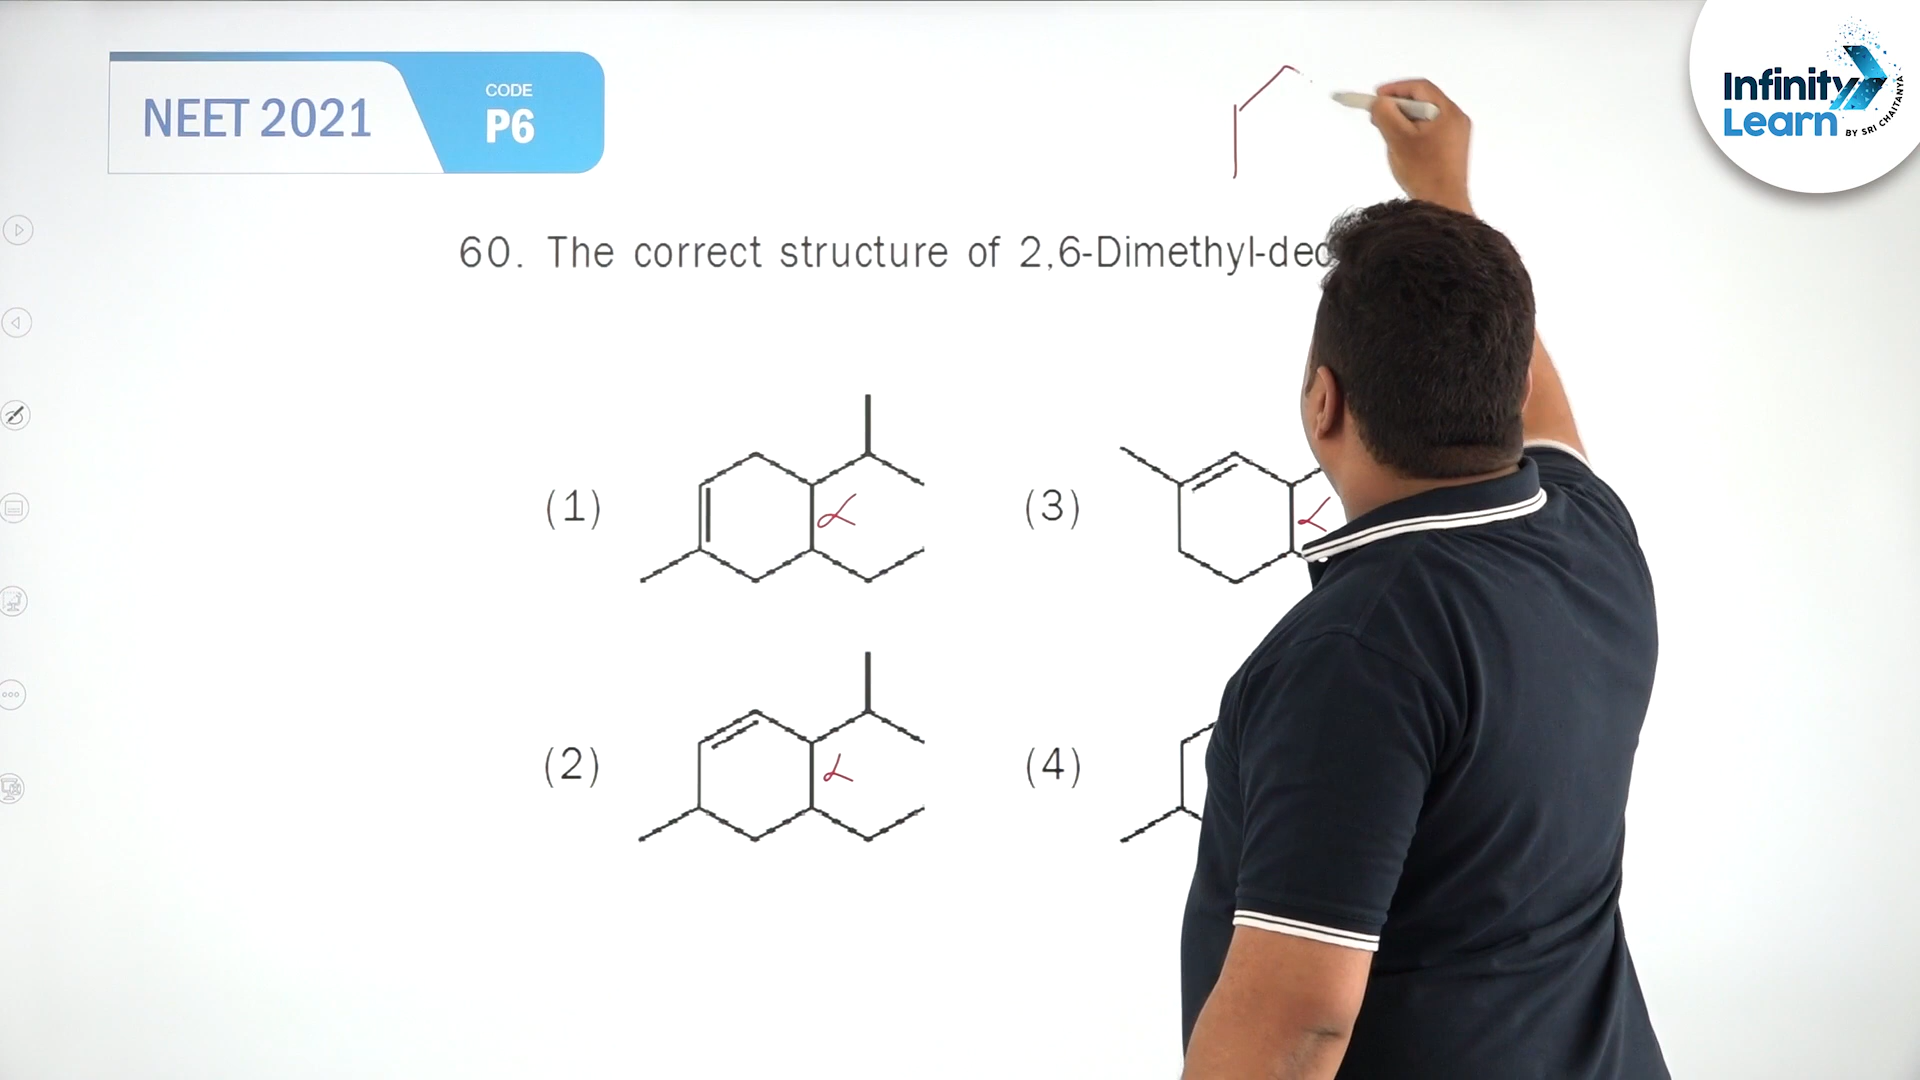 Infinity
Learn
BY SRI CHAITANYA
NEET 2021
CODE
P6
60. The correct structure of 2,6-Dimethyl-dec
(1)
(3)
(2)
(4)